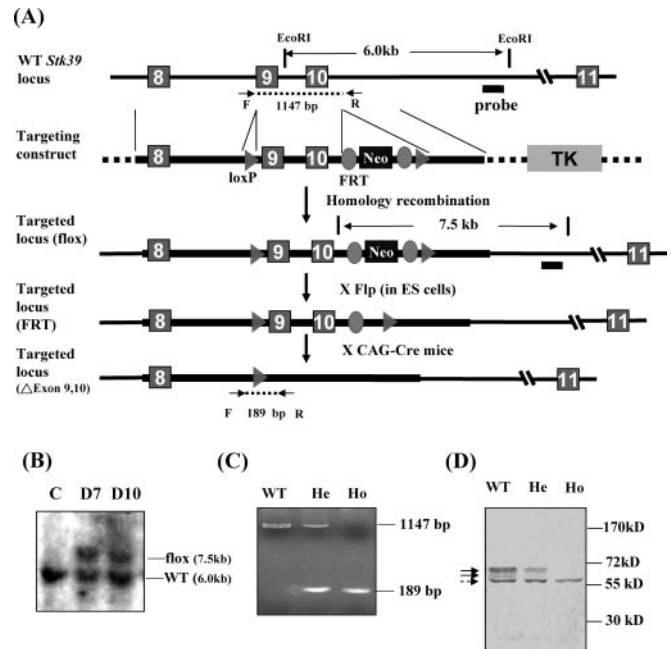 (A)
EcoRI EcoRI
WT Stk39
locus
6.0kb
8 9 10 11
F 1147 bp R
probe
Targeting
construct
8 9 10 Neo TK
loxP FRT
Homology recombination
7.5 kb
Targeted
locus (flox)
8 9 10 Neo 11
X Flp (in ES cells)
Targeted
locus
(FRT)
8 9 10 11
X CAG-Cre mice
Targeted
locus
(△Exon 9,10)
8 11
F 189 bp R
(B)
C D7 D10
flox (7.5kb)
WT (6.0kb)
(C)
WT He Ho
1147 bp
189 bp
(D)
WT He Ho
170kD
72kD
55 kD
30 kD